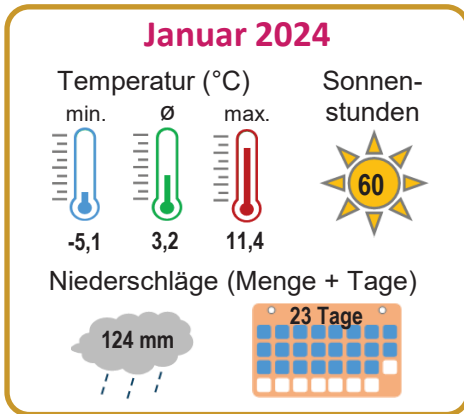 Januar 2024
Temperatur (°C)
min. Ø max.
-5,1 3,2 11,4
Sonnen-
stunden
60
Niederschläge (Menge + Tage)
124 mm
23 Tage